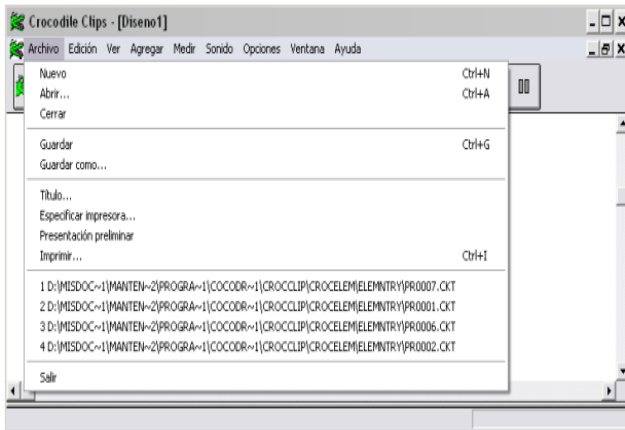 Crocodile Clips - [Diseno1]
Archivo Edición Ver Agregar Medir Sonido Opciones Ventana Ayuda
Nuevo Ctrl+N
Abrir... Ctrl+A
Cerrar
Guardar Ctrl+G
Guardar como...
Título...
Especificar impresora...
Presentación preliminar
Imprimir... Ctrl+I
1 D:\MISDOC~1\MANTEN~2\PROGRA~1\COCODR~1\CROCCLIP\CROCELEM\ELEMNTRY\PR0007.CKT
2 D:\MISDOC~1\MANTEN~2\PROGRA~1\COCODR~1\CROCCLIP\CROCELEM\ELEMNTRY\PR0001.CKT
3 D:\MISDOC~1\MANTEN~2\PROGRA~1\COCODR~1\CROCCLIP\CROCELEM\ELEMNTRY\PR0006.CKT
4 D:\MISDOC~1\MANTEN~2\PROGRA~1\COCODR~1\CROCCLIP\CROCELEM\ELEMNTRY\PR0002.CKT
Salir